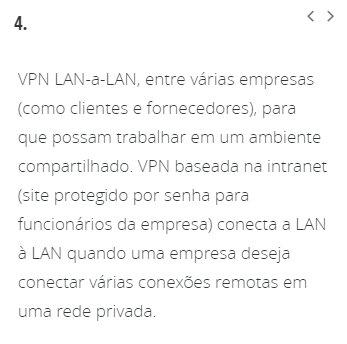 4.
VPN LAN-a-LAN, entre várias empresas
(como clientes e fornecedores), para
que possam trabalhar em um ambiente
compartilhado. VPN baseada na intranet
(site protegido por senha para
funcionários da empresa) conecta a LAN
à LAN quando uma empresa deseja
conectar várias conexões remotas em
uma rede privada.